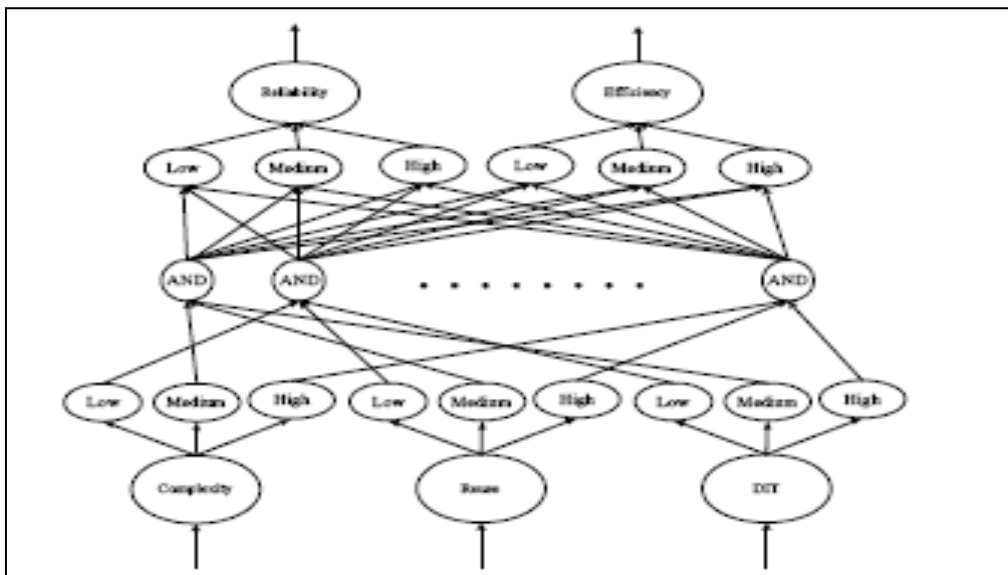 Reliability Efficiency
Low Medium High Low Medium High
AND AND AND
Low Medium High Low Medium High Low Medium High
Complexity Reuse DIT